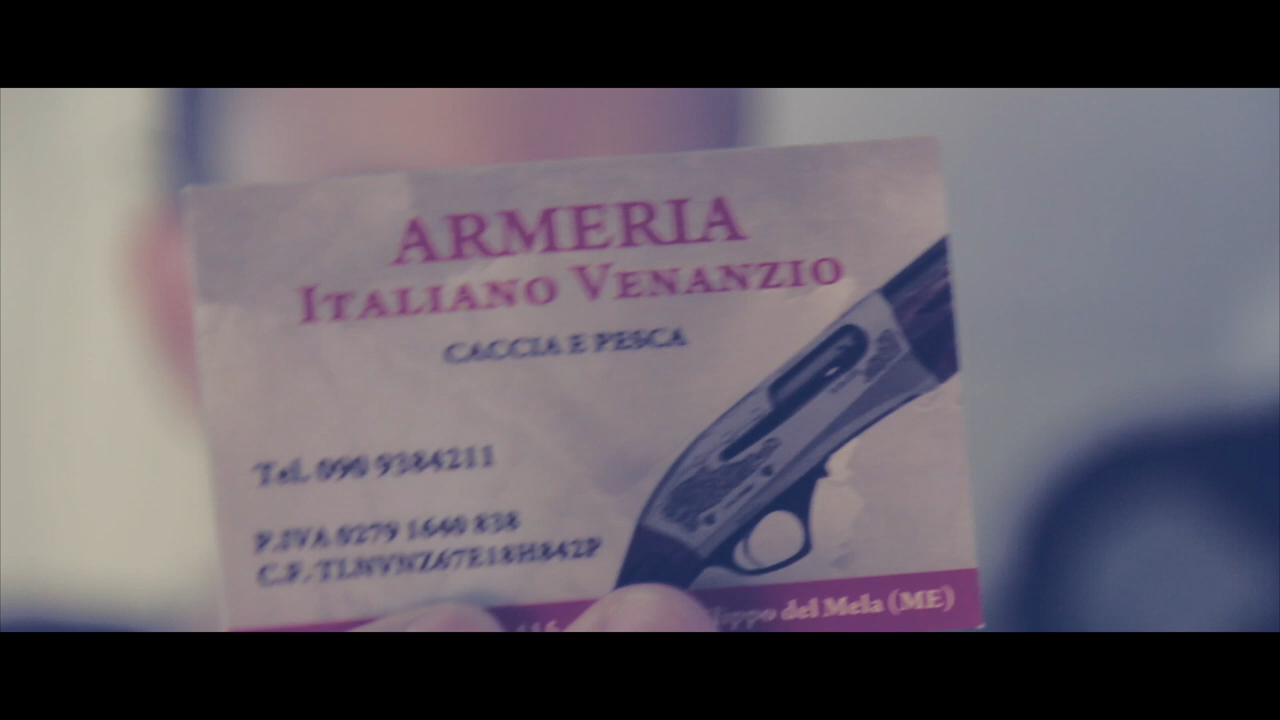 ARMERIA
ITALIANO VENANZIO
CACCIA E PESCA
Tel. 090 9384211
P.IVA 0279 1640 838
C.F. TLNVNZ67E18H842P
del Mela (ME)